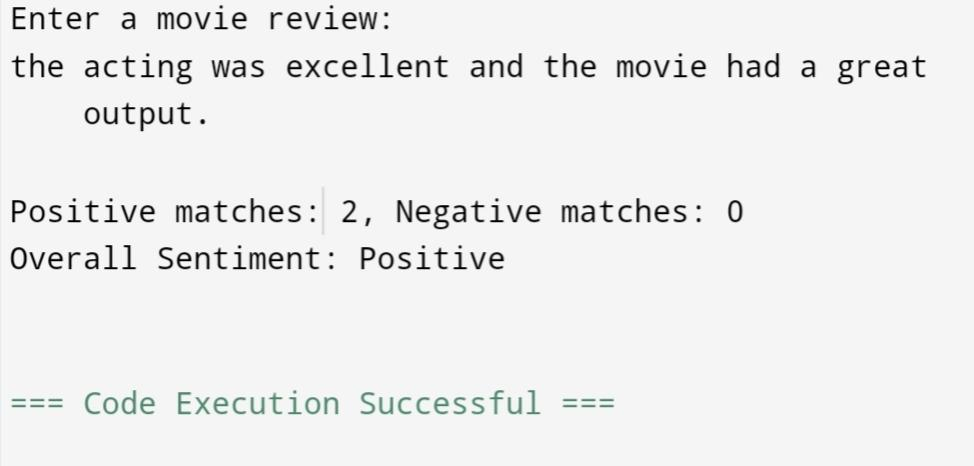 Enter a movie review:
the acting was excellent and the movie had a great
output.
Positive matches: 2, Negative matches: 0
Overall Sentiment: Positive
=== Code Execution Successful ===